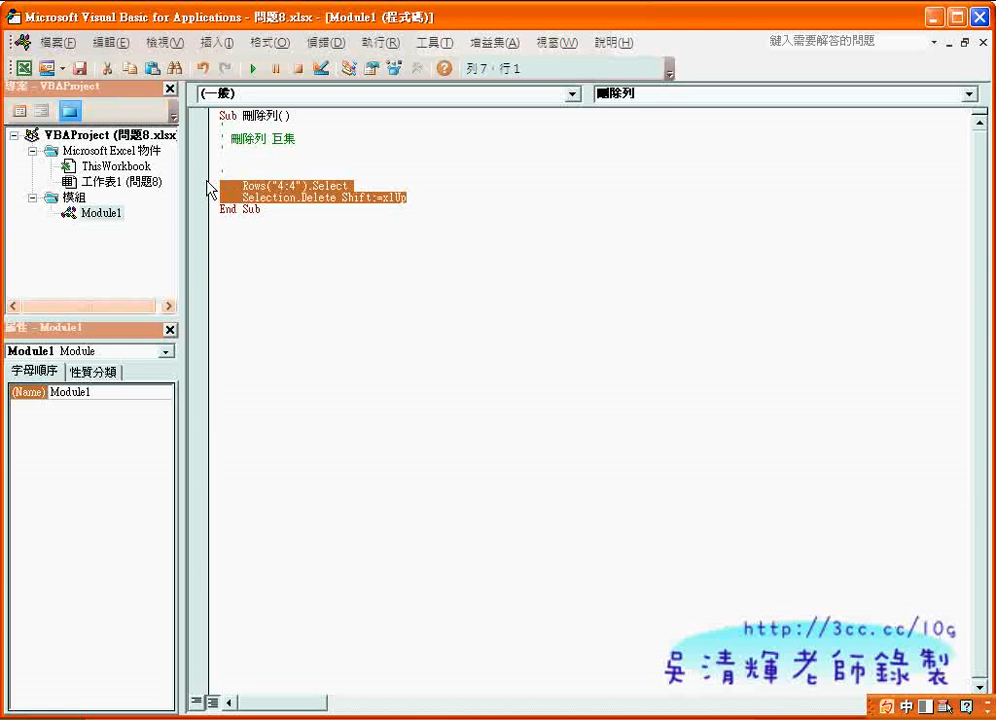 Microsoft Visual Basic for Applications - 問題8.xlsx - [Module1 (程式碼)]
檔案(F) 編輯(E) 檢視(V) 插入(I) 格式(O) 偵錯(D) 執行(R) 工具(T) 增益集(A) 視窗(W) 說明(H) 鍵入需要解答的問題
列 7，行 1
專案 - VBAProject
VBAProject (問題8.xlsx
Microsoft Excel 物件
ThisWorkbook
工作表1 (問題8)
模組
Module1
屬性 - Module1
Module1 Module
字母順序 性質分類
(Name) Module1
(一般) 刪除列
Sub 刪除列()
'
' 刪除列 巨集
'
'
Rows("4:4").Select
Selection.Delete Shift:=xlUp
End Sub
http://3cc.cc/10g
吳清輝老師錄製
中